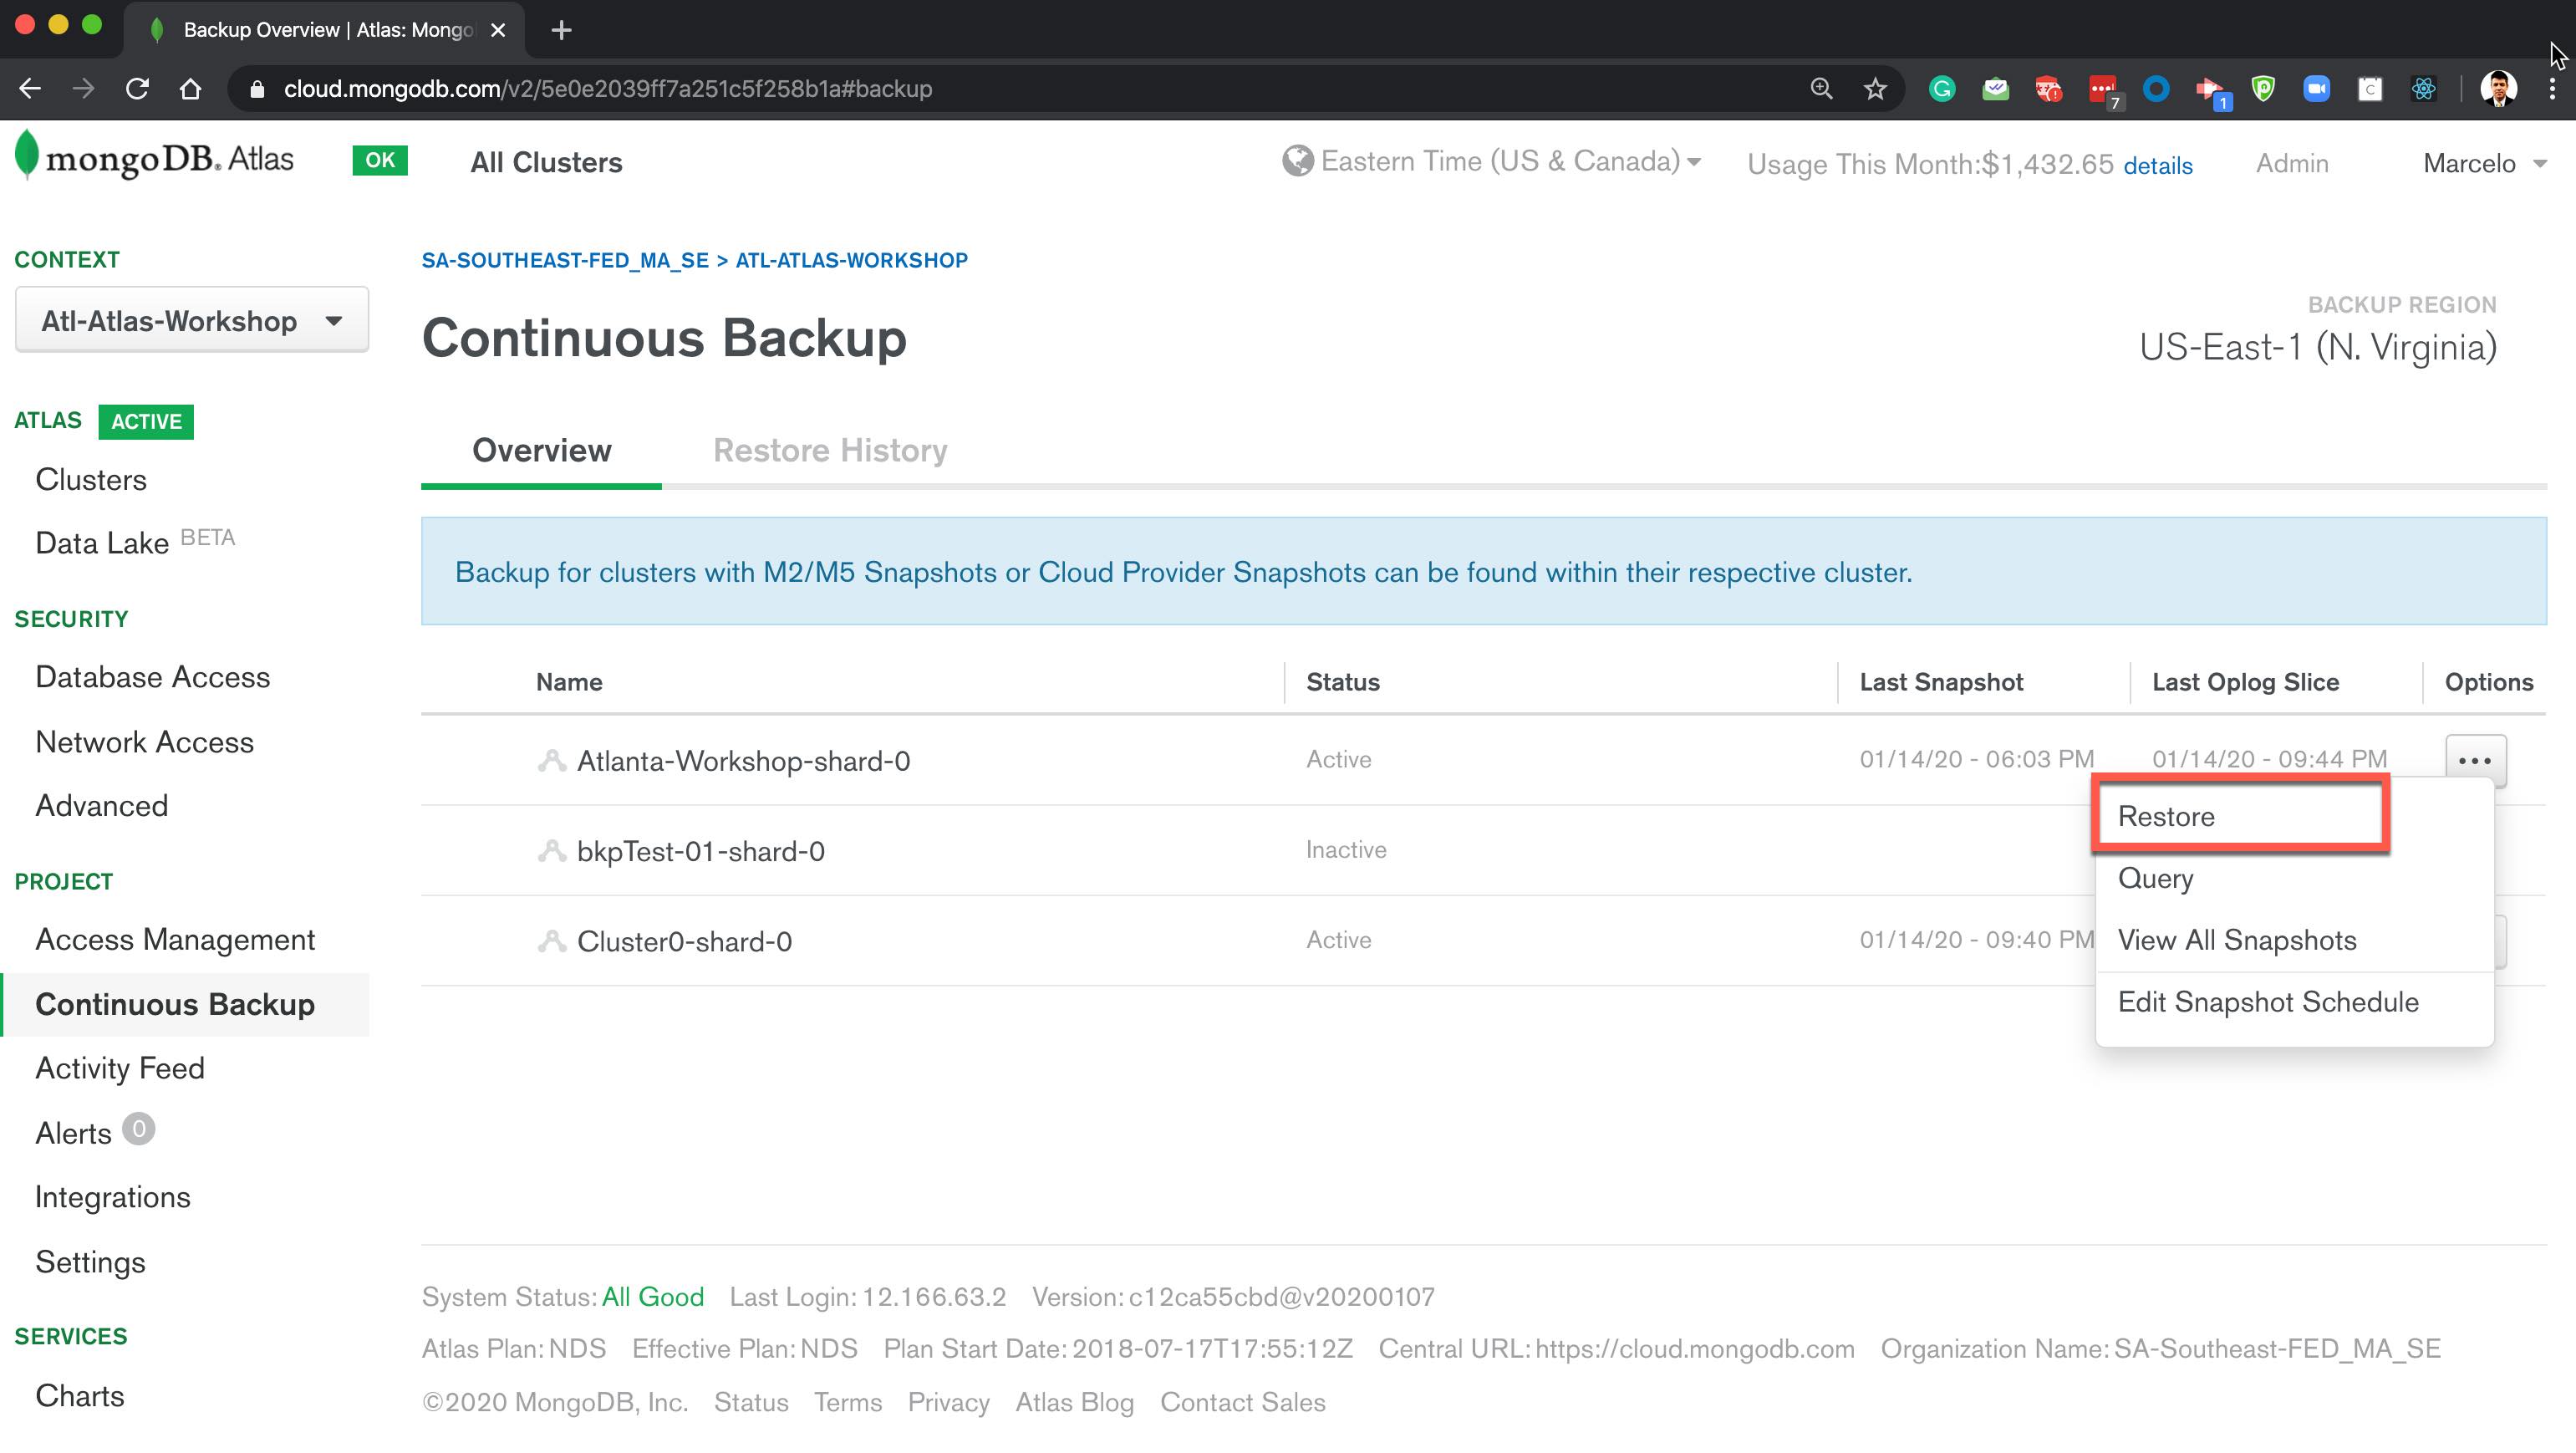 Backup Overview | Atlas: Mongo
cloud.mongodb.com/v2/5e0e2039ff7a251c5f258b1a#backup
7
1
C
mongoDB. Atlas
OK
All Clusters
Eastern Time (US & Canada)
Usage This Month:$1,432.65 details
Admin
Marcelo
CONTEXT
Atl-Atlas-Workshop
ATLAS ACTIVE
Clusters
Data Lake BETA
SECURITY
Database Access
Network Access
Advanced
PROJECT
Access Management
Continuous Backup
Activity Feed
Alerts 0
Integrations
Settings
SERVICES
Charts
SA-SOUTHEAST-FED_MA_SE > ATL-ATLAS-WORKSHOP
Continuous Backup
BACKUP REGION
US-East-1 (N. Virginia)
Overview Restore History
Backup for clusters with M2/M5 Snapshots or Cloud Provider Snapshots can be found within their respective cluster.
Name Status Last Snapshot Last Oplog Slice Options
Atlanta-Workshop-shard-0 Active 01/14/20 - 06:03 PM 01/14/20 - 09:44 PM
bkpTest-01-shard-0 Inactive
Cluster0-shard-0 Active 01/14/20 - 09:40 PM
Restore
Query
View All Snapshots
Edit Snapshot Schedule
System Status: All Good Last Login: 12.166.63.2 Version: c12ca55cbd@v20200107
Atlas Plan: NDS Effective Plan: NDS Plan Start Date: 2018-07-17T17:55:12Z Central URL: https://cloud.mongodb.com Organization Name: SA-Southeast-FED_MA_SE
©2020 MongoDB, Inc. Status Terms Privacy Atlas Blog Contact Sales